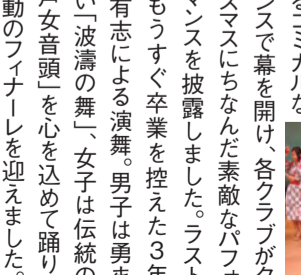 るミナルな
ンスで幕を開け、各クラブがク
スマスにちなんだ素敵なパフォ
マンスを披露しました。ラスト
もうすぐ卒業を控えた3年
有志による演舞。男子は勇ま
い「波濤の舞」、女子は伝統の
女音頭」を心を込めて踊り
動のフィナーレを迎えました。